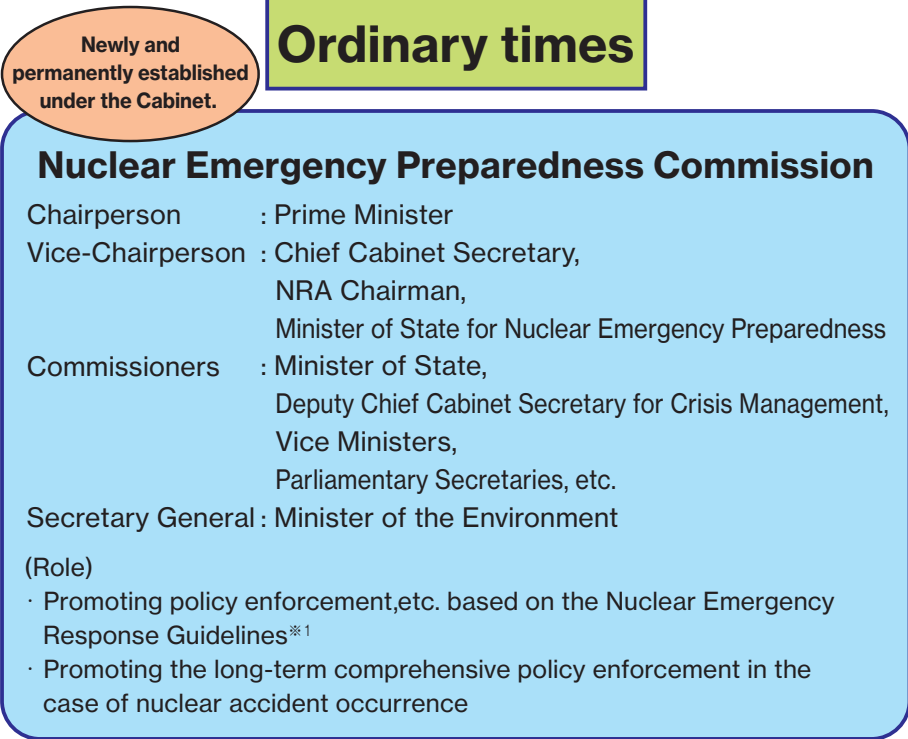 Ordinary times
Newly and
permanently established
under the Cabinet.
Nuclear Emergency Preparedness Commission
Chairperson : Prime Minister
Vice-Chairperson : Chief Cabinet Secretary,
NRA Chairman,
Minister of State for Nuclear Emergency Preparedness
Commissioners : Minister of State,
Deputy Chief Cabinet Secretary for Crisis Management,
Vice Ministers,
Parliamentary Secretaries, etc.
Secretary General : Minister of the Environment
(Role)
· Promoting policy enforcement,etc. based on the Nuclear Emergency
Response Guidelines※1
· Promoting the long-term comprehensive policy enforcement in the
case of nuclear accident occurrence